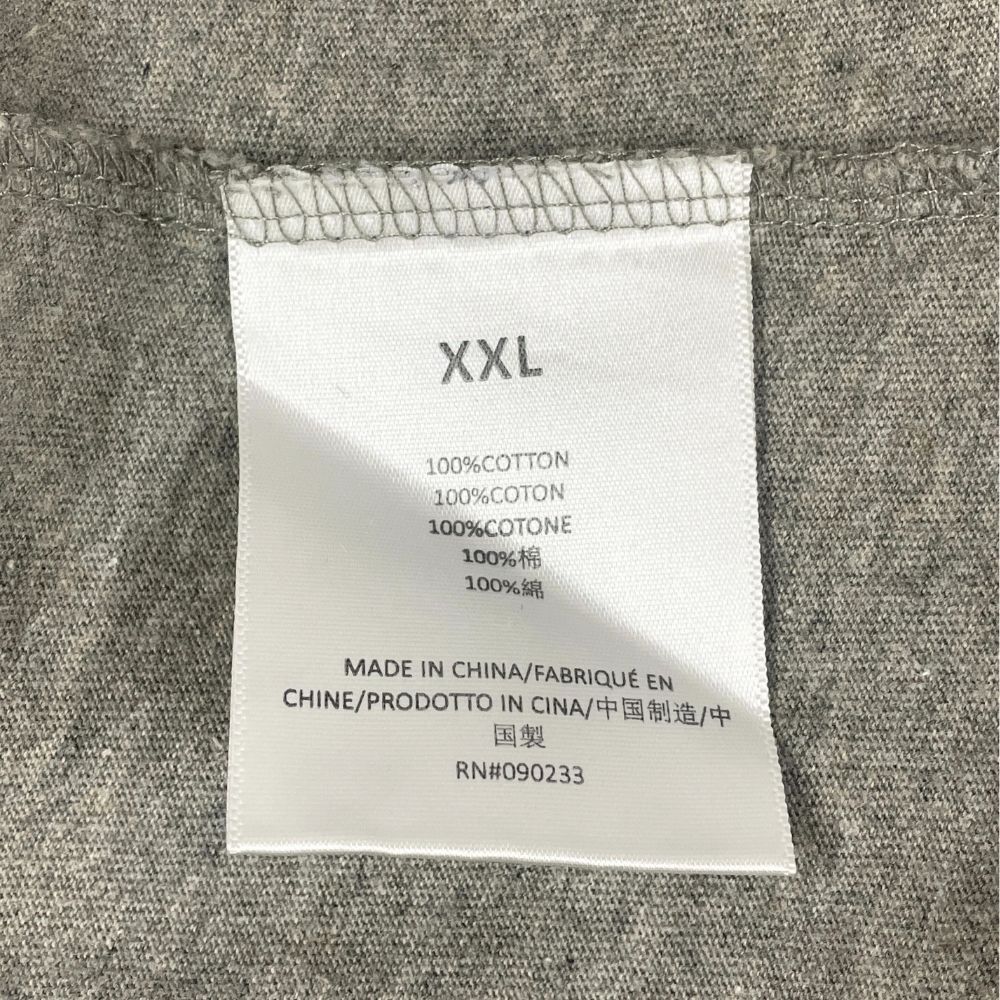 XXL
100%COTTON
100%COTON
100%COTONE
100%棉
100%綿
MADE IN CHINA/FABRIQUÉ EN
CHINE/PRODOTTO IN CINA/中国制造/中
国製
RN#090233